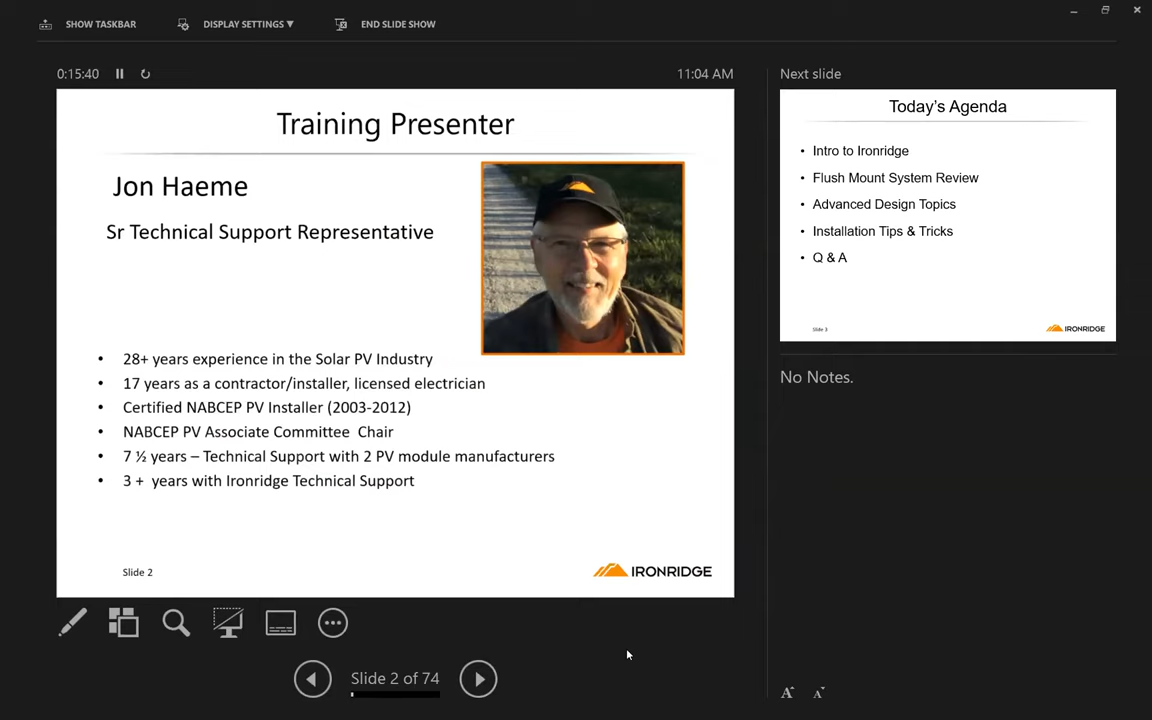 SHOW TASKBAR
DISPLAY SETTINGS ▼
END SLIDE SHOW
0:15:40
11:04 AM
Training Presenter
Jon Haeme
Sr Technical Support Representative
• 28+ years experience in the Solar PV Industry
• 17 years as a contractor/installer, licensed electrician
• Certified NABCEP PV Installer (2003-2012)
• NABCEP PV Associate Committee Chair
• 7 ½ years – Technical Support with 2 PV module manufacturers
• 3 + years with Ironridge Technical Support
Slide 2
IRONRIDGE
Slide 2 of 74
Next slide
Today's Agenda
• Intro to Ironridge
• Flush Mount System Review
• Advanced Design Topics
• Installation Tips & Tricks
• Q & A
Slide 3
IRONRIDGE
No Notes.
A A